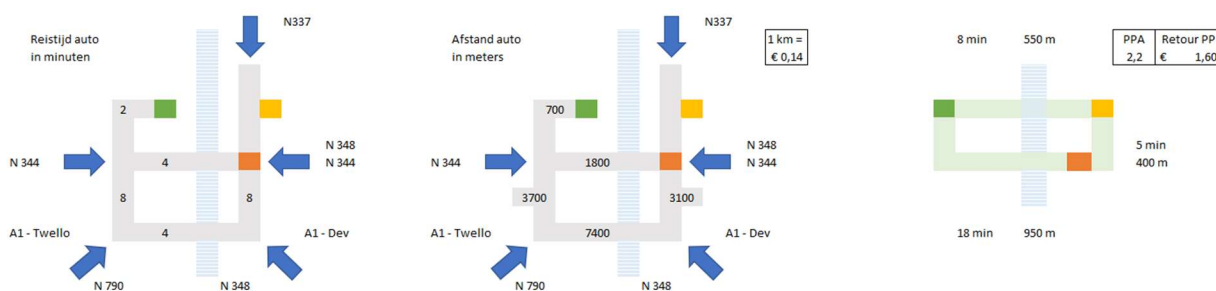 Reistijd auto
in minuten
N337
2
N 344
4
N 348
N 344
8
8
A1 - Twello
4
A1 - Dev
N 790
N 348
Afstand auto
in meters
N337
1 km =
€ 0,14
700
N 344
1800
N 348
N 344
3700
3100
A1 - Twello
7400
A1 - Dev
N 790
N 348
8 min
550 m
PPA
Retour PP
2,2
€ 1,60
5 min
400 m
18 min
950 m